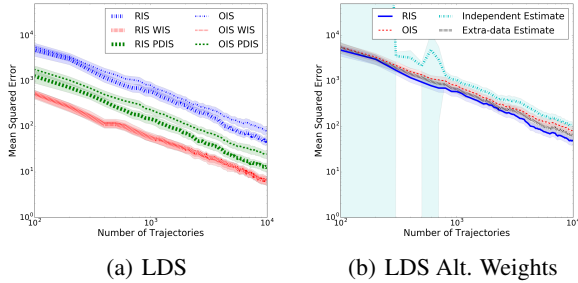 RIS OIS
RIS WIS OIS WIS
RIS PDIS OIS PDIS
Mean Squared Error
10^4
10^3
10^2
10^1
10^0
10^2 10^3 10^4
Number of Trajectories
(a) LDS
RIS Independent Estimate
OIS Extra-data Estimate
Mean Squared Error
10^4
10^3
10^2
10^1
10^0
10^2 10^3
Number of Trajectories
(b) LDS Alt. Weights